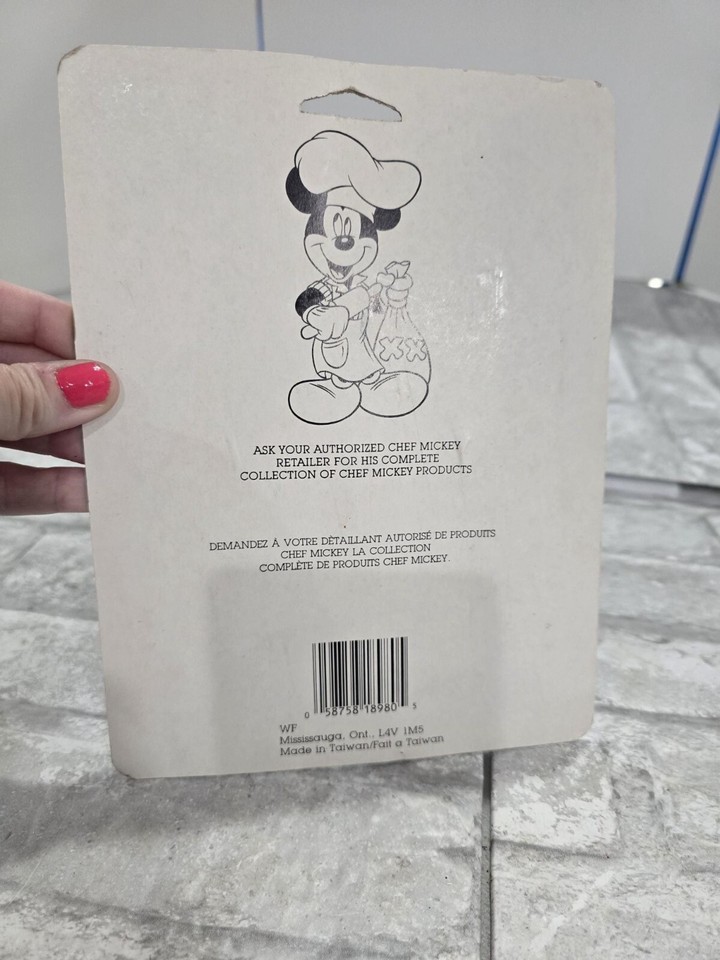 XX
ASK YOUR AUTHORIZED CHEF MICKEY
RETAILER FOR HIS COMPLETE
COLLECTION OF CHEF MICKEY PRODUCTS
DEMANDEZ À VOTRE DÉTAILLANT AUTORISÉ DE PRODUITS
CHEF MICKEY LA COLLECTION
COMPLÈTE DE PRODUITS CHEF MICKEY.
0 58758 18980 5
WF
Mississauga, Ont., L4V 1M5
Made in Taiwan/Fait a Taiwan